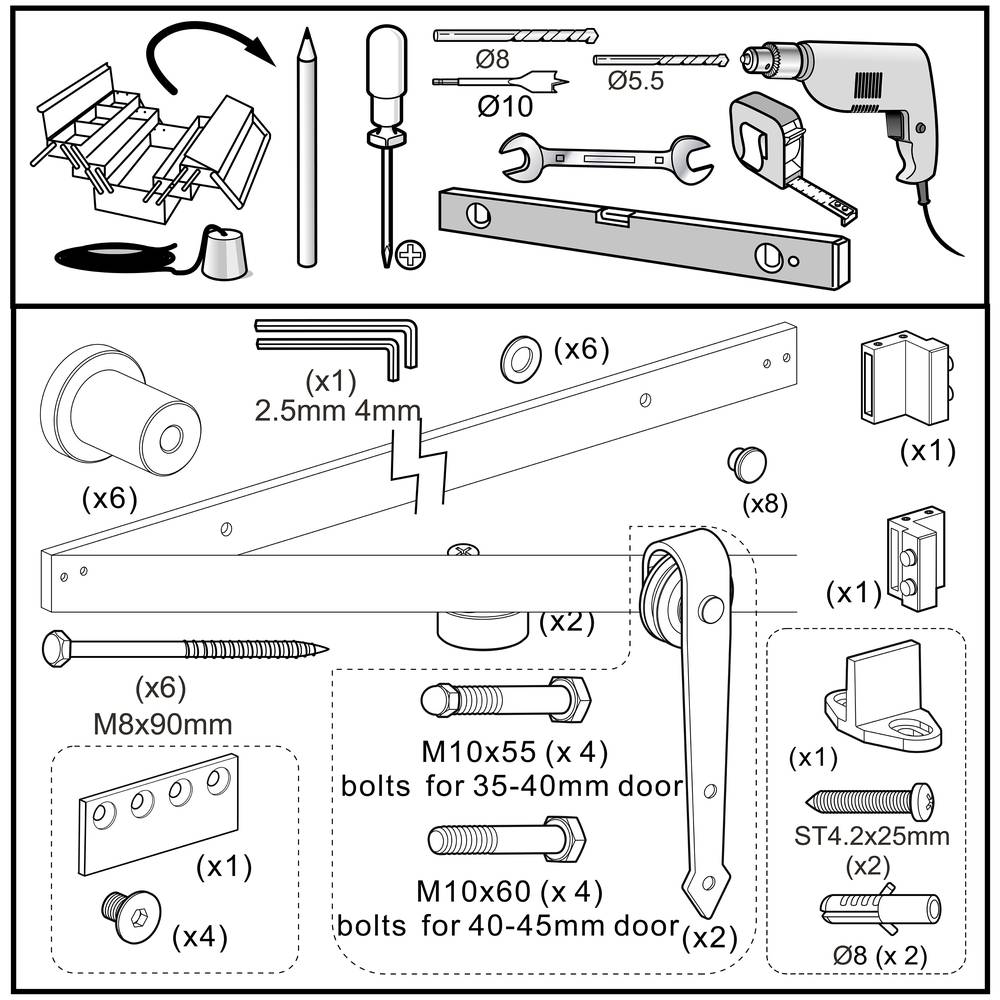 Ø8
Ø5.5
Ø10
(x1)
2.5mm 4mm
(x6)
(x6)
(x1)
(x8)
(x1)
(x2)
(x6)
M8x90mm
M10x55 (x 4)
bolts for 35-40mm door
(x1)
ST4.2x25mm
(x2)
(x1)
(x4)
M10x60 (x 4)
bolts for 40-45mm door
(x2)
Ø8 (x 2)